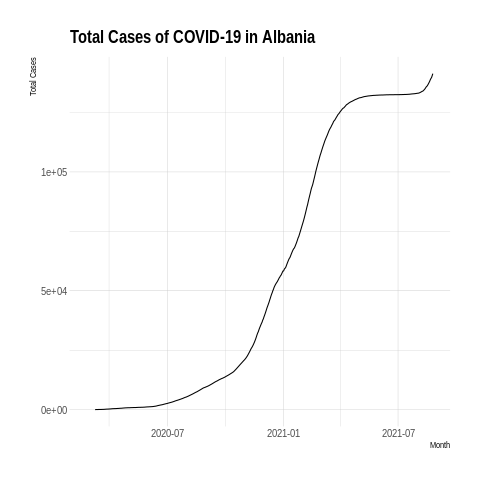 Total Cases of COVID-19 in Albania
Total Cases
1e+05
5e+04
0e+00
2020-07 2021-01 2021-07
Month